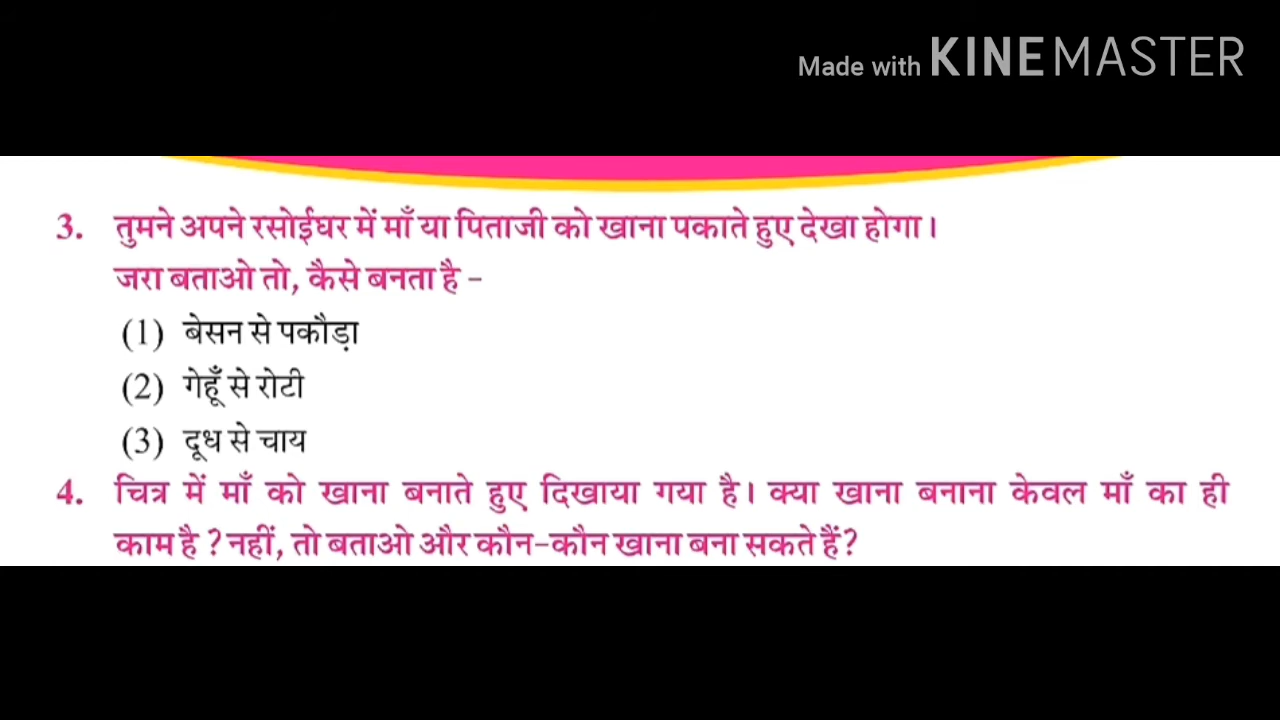 Made with KINEMASTER
3. तुमने अपने रसोईघर में माँ या पिताजी को खाना पकाते हुए देखा होगा।
जरा बताओ तो, कैसे बनता है -
(1) बेसन से पकौड़ा
(2) गेहूँ से रोटी
(3) दूध से चाय
4. चित्र में माँ को खाना बनाते हुए दिखाया गया है। क्या खाना बनाना केवल माँ का ही
काम है ? नहीं, तो बताओ और कौन-कौन खाना बना सकते हैं?